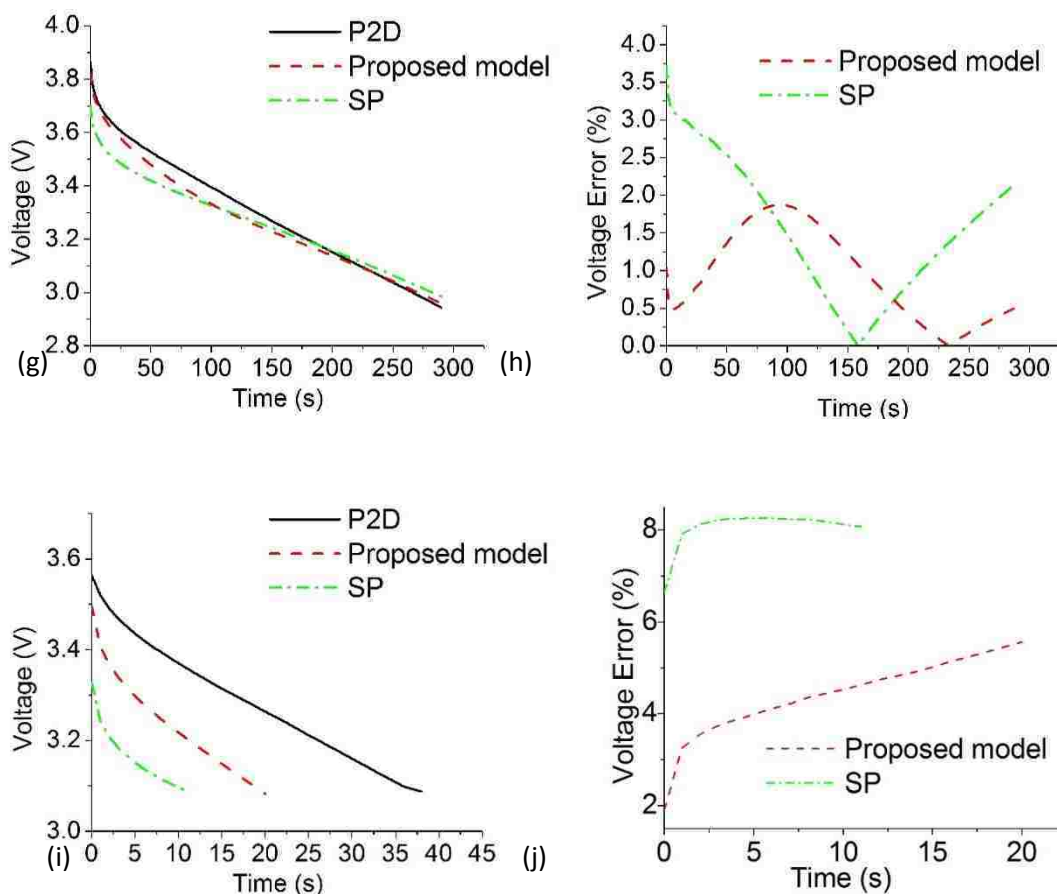 4.0
3.8
3.6
3.4
3.2
3.0
2.8
Voltage (V)
P2D
Proposed model
SP
0 50 100 150 200 250 300
Time (s)
(g)
4.0
3.5
3.0
2.5
2.0
1.5
1.0
0.5
0.0
Voltage Error (%)
Proposed model
SP
0 50 100 150 200 250 300
Time (s)
(h)
3.6
3.4
3.2
3.0
Voltage (V)
P2D
Proposed model
SP
0 5 10 15 20 25 30 35 40 45
Time (s)
(i)
8
6
4
2
Voltage Error (%)
Proposed model
SP
0 5 10 15 20
Time (s)
(j)